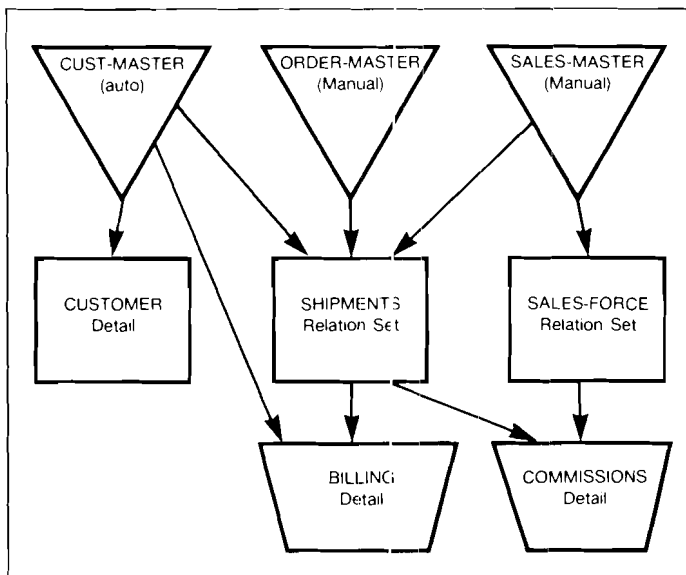 CUST-MASTER
(auto)
ORDER-MASTER
(Manual)
SALES-MASTER
(Manual)
CUSTOMER
Detail
SHIPMENTS
Relation Set
SALES-FORCE
Relation Set
BILLING
Detail
COMMISSIONS
Detail